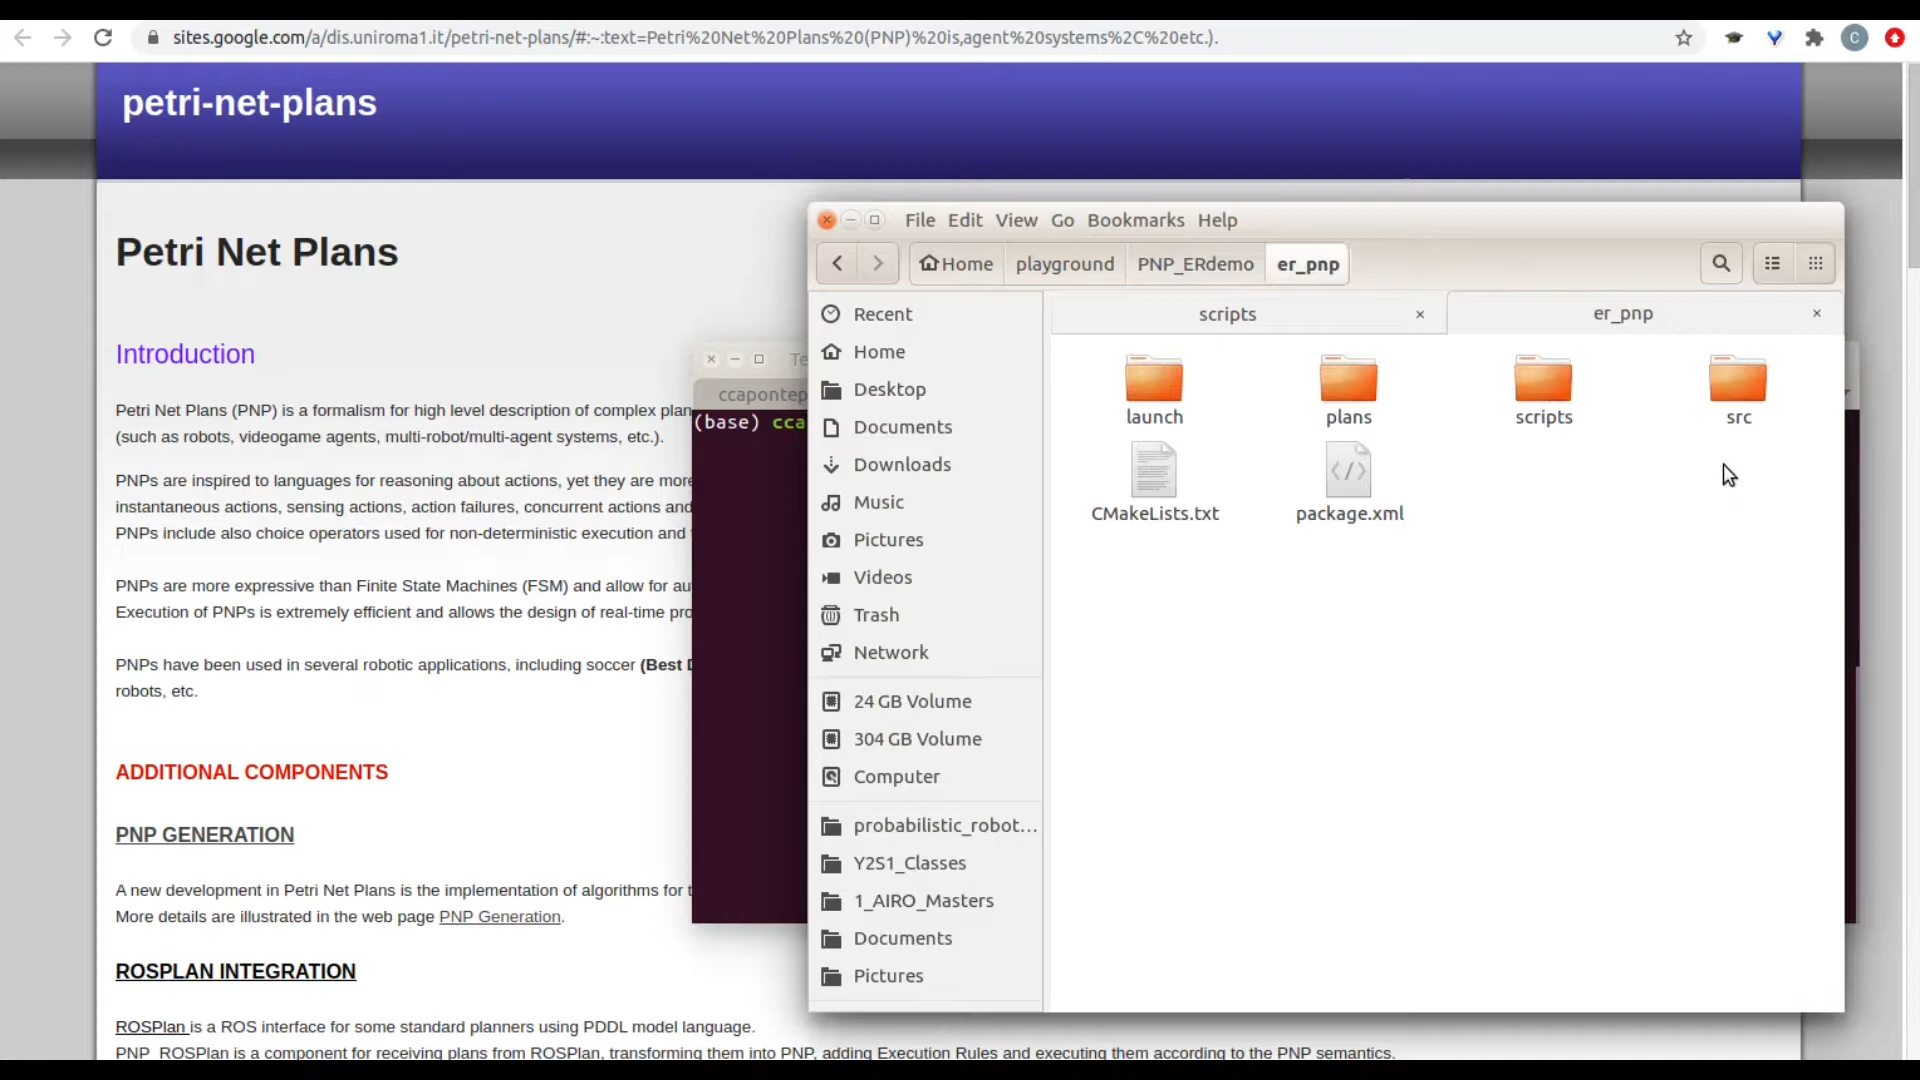 sites.google.com/a/dis.uniroma1.it/petri-net-plans/#:~:text=Petri%20Net%20Plans%20(PNP)%20is,agent%20systems%2C%20etc.).
C
petri-net-plans
Petri Net Plans
Introduction
Petri Net Plans (PNP) is a formalism for high level description of complex plan
(such as robots, videogame agents, multi-robot/multi-agent systems, etc.).
PNPs are inspired to languages for reasoning about actions, yet they are more
instantaneous actions, sensing actions, action failures, concurrent actions and
PNPs include also choice operators used for non-deterministic execution and
PNPs are more expressive than Finite State Machines (FSM) and allow for au
Execution of PNPs is extremely efficient and allows the design of real-time pro
PNPs have been used in several robotic applications, including soccer (Best D
robots, etc.
ADDITIONAL COMPONENTS
PNP GENERATION
A new development in Petri Net Plans is the implementation of algorithms for t
More details are illustrated in the web page PNP Generation.
ROSPLAN INTEGRATION
ROSPlan is a ROS interface for some standard planners using PDDL model language.
PNP_ROSPlan is a component for receiving plans from ROSPlan, transforming them into PNP, adding Execution Rules and executing them according to the PNP semantics.
Te
ccapontep
(base) cca
File Edit View Go Bookmarks Help
Home playground PNP_ERdemo er_pnp
Recent
Home
Desktop
Documents
Downloads
Music
Pictures
Videos
Trash
Network
24 GB Volume
304 GB Volume
Computer
probabilistic_robot...
Y2S1_Classes
1_AIRO_Masters
Documents
Pictures
scripts er_pnp
launch plans scripts src
CMakeLists.txt package.xml